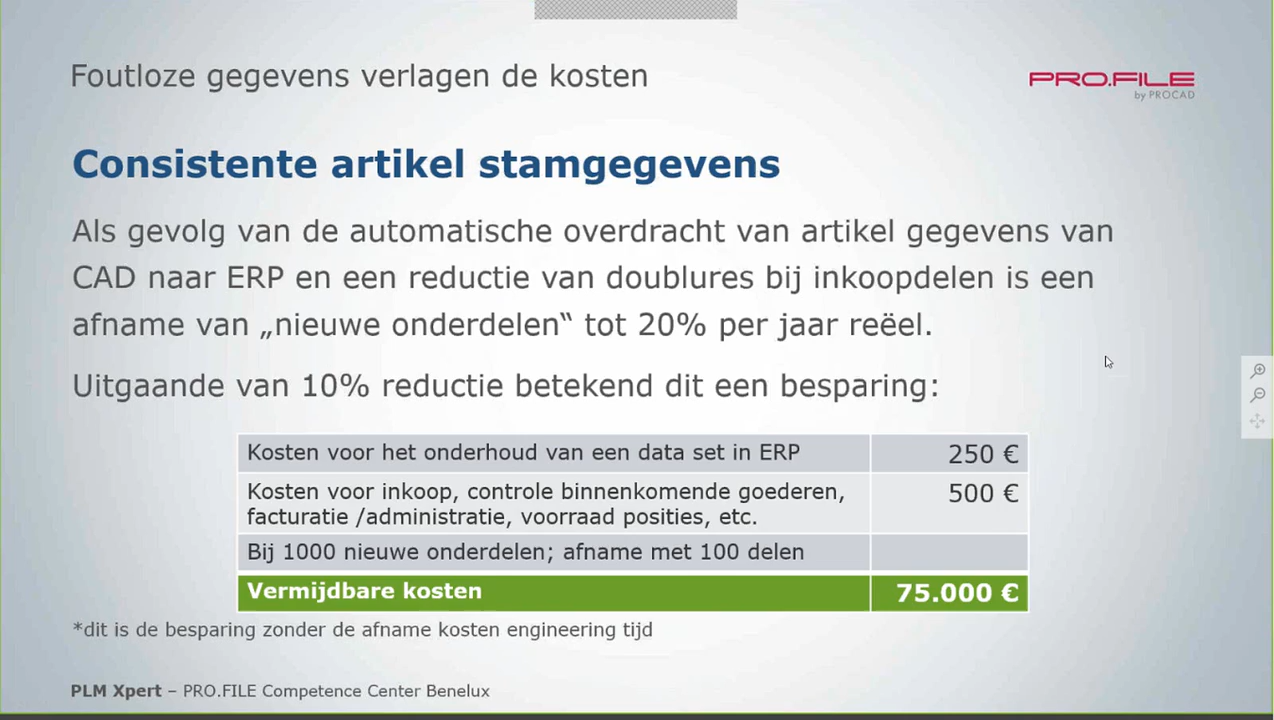 Foutloze gegevens verlagen de kosten
PRO.FILE
by PROCAD
Consistente artikel stamgegevens
Als gevolg van de automatische overdracht van artikel gegevens van
CAD naar ERP en een reductie van doublures bij inkoopdelen is een
afname van „nieuwe onderdelen“ tot 20% per jaar reëel.
Uitgaande van 10% reductie betekend dit een besparing:
Kosten voor het onderhoud van een data set in ERP 250 €
Kosten voor inkoop, controle binnenkomende goederen, 500 €
facturatie /administratie, voorraad posities, etc.
Bij 1000 nieuwe onderdelen; afname met 100 delen
Vermijdbare kosten 75.000 €
*dit is de besparing zonder de afname kosten engineering tijd
PLM Xpert – PRO.FILE Competence Center Benelux